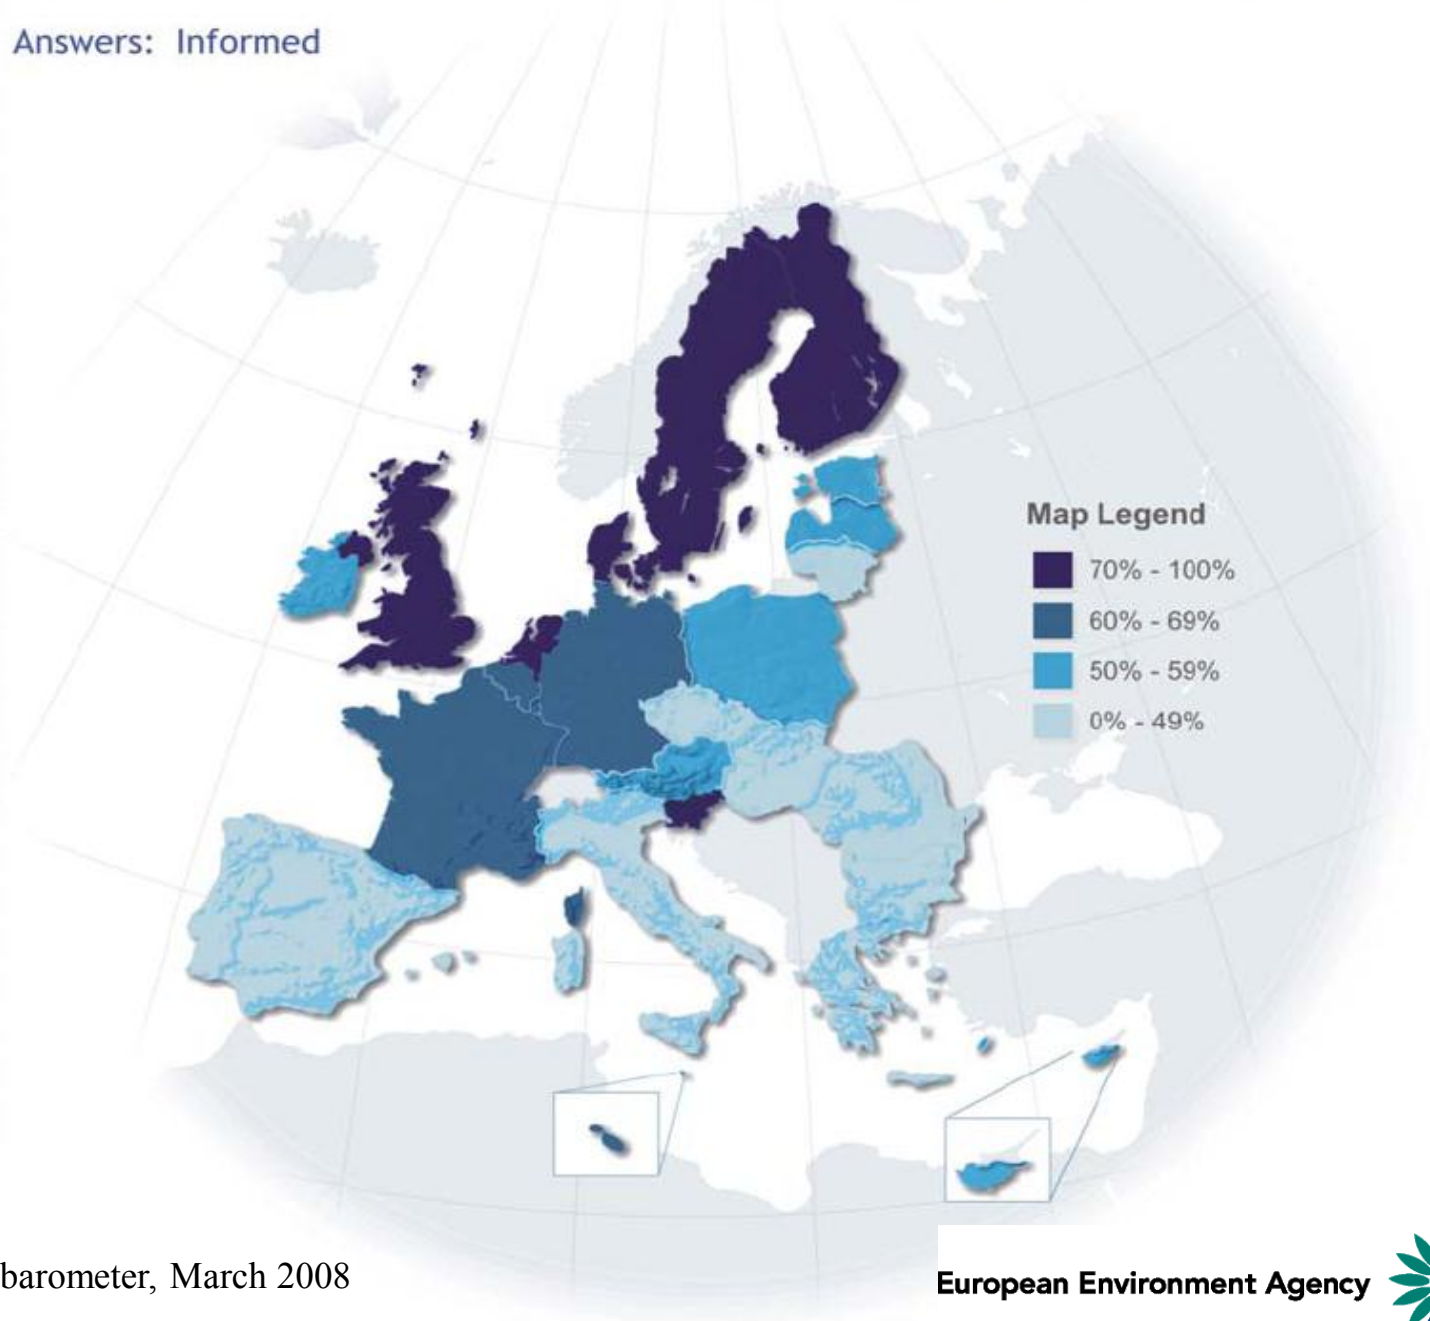 Answers: Informed
Map Legend
70% - 100%
60% - 69%
50% - 59%
0% - 49%
barometer, March 2008
European Environment Agency